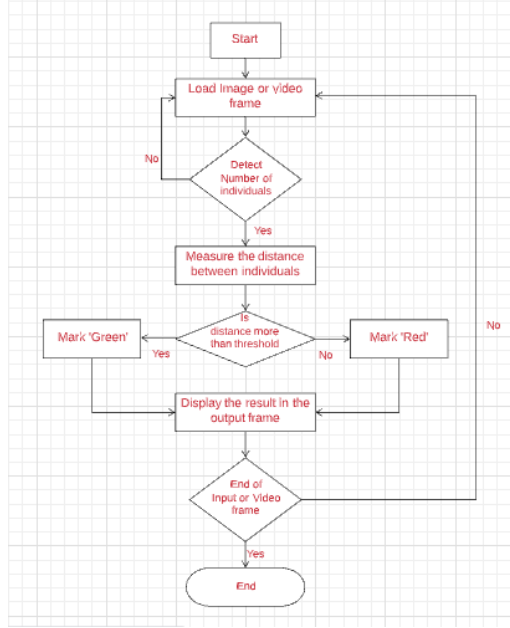 Start
Load Image or video
frame
No
Detect
Number of
individuals
Yes
Measure the distance
between individuals
Is
distance more
than threshold
Mark 'Green'
Yes
No
Mark 'Red'
No
Display the result in the
output frame
End of
Input or Video
frame
Yes
End